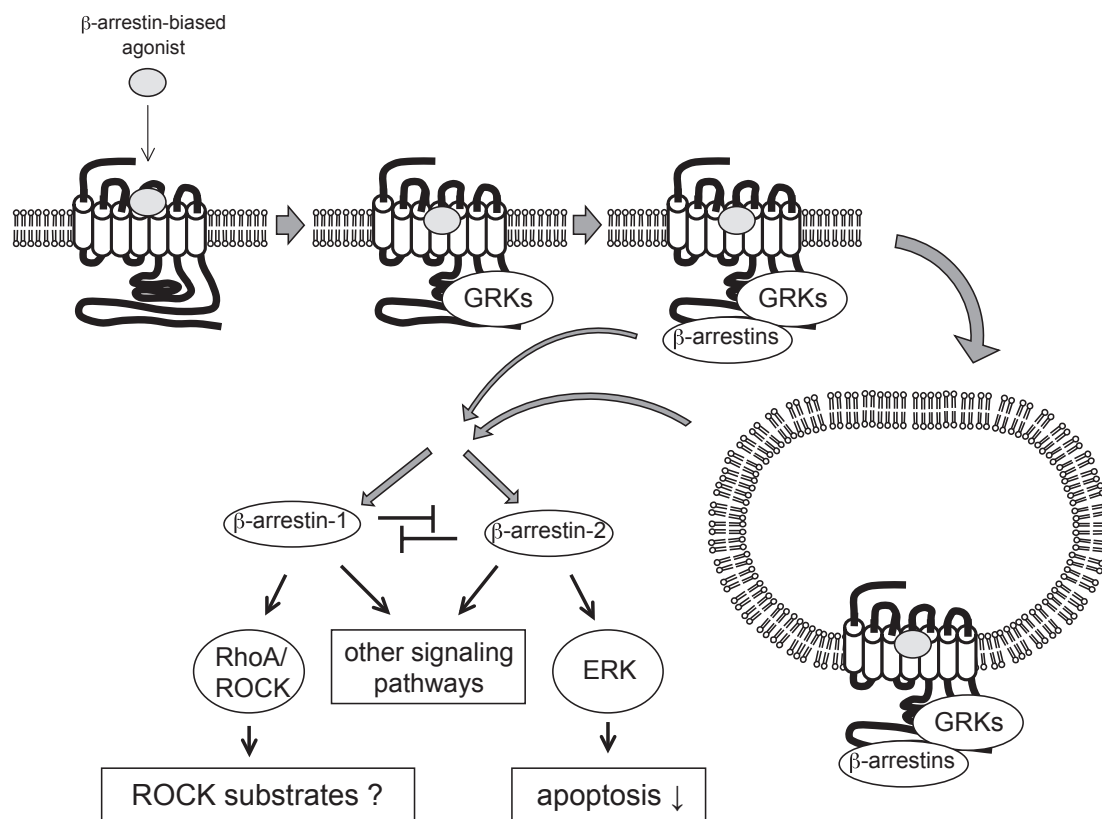 β-arrestin-biased
agonist
GRKs
GRKs
β-arrestins
β-arrestin-1
β-arrestin-2
RhoA/
ROCK
other signaling
pathways
ERK
GRKs
β-arrestins
ROCK substrates ?
apoptosis ↓